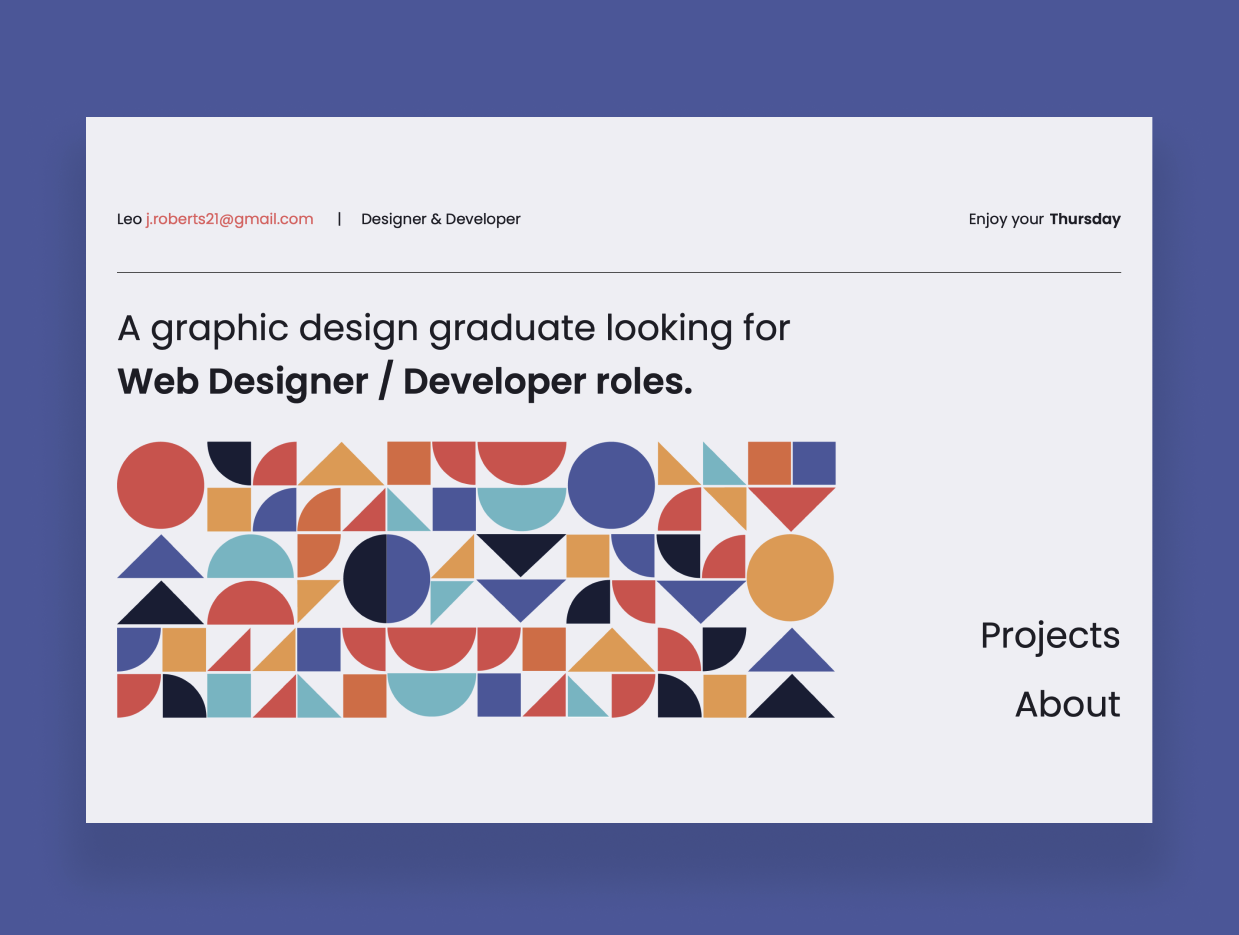 Leo j.roberts21@gmail.com | Designer & Developer
Enjoy your Thursday
A graphic design graduate looking for
Web Designer / Developer roles.
Projects
About